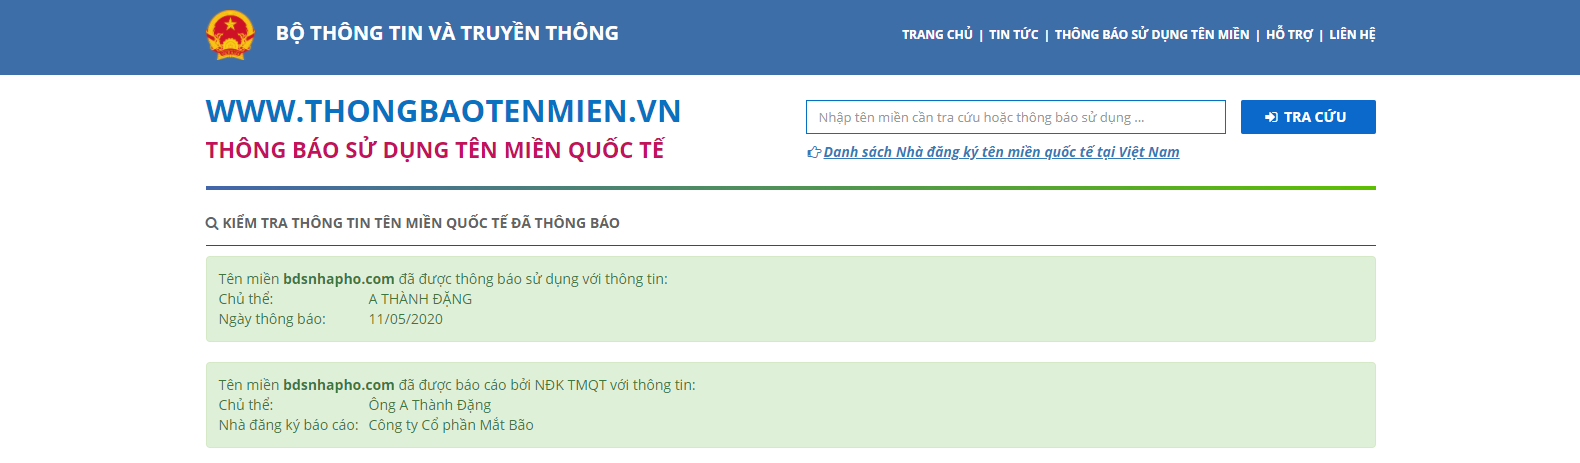 BỘ THÔNG TIN VÀ TRUYỀN THÔNG
TRANG CHỦ | TIN TỨC | THÔNG BÁO SỬ DỤNG TÊN MIỀN | HỖ TRỢ | LIÊN HỆ
WWW.THONGBAOTENMIEN.VN
THÔNG BÁO SỬ DỤNG TÊN MIỀN QUỐC TẾ
Nhập tên miền cần tra cứu hoặc thông báo sử dụng ...
TRA CỨU
Danh sách Nhà đăng ký tên miền quốc tế tại Việt Nam
KIỂM TRA THÔNG TIN TÊN MIỀN QUỐC TẾ ĐÃ THÔNG BÁO
Tên miền bdsnhapho.com đã được thông báo sử dụng với thông tin:
Chủ thể: A THÀNH ĐẶNG
Ngày thông báo: 11/05/2020
Tên miền bdsnhapho.com đã được báo cáo bởi NĐK TMQT với thông tin:
Chủ thể: Ông A Thành Đặng
Nhà đăng ký báo cáo: Công ty Cổ phần Mắt Bão